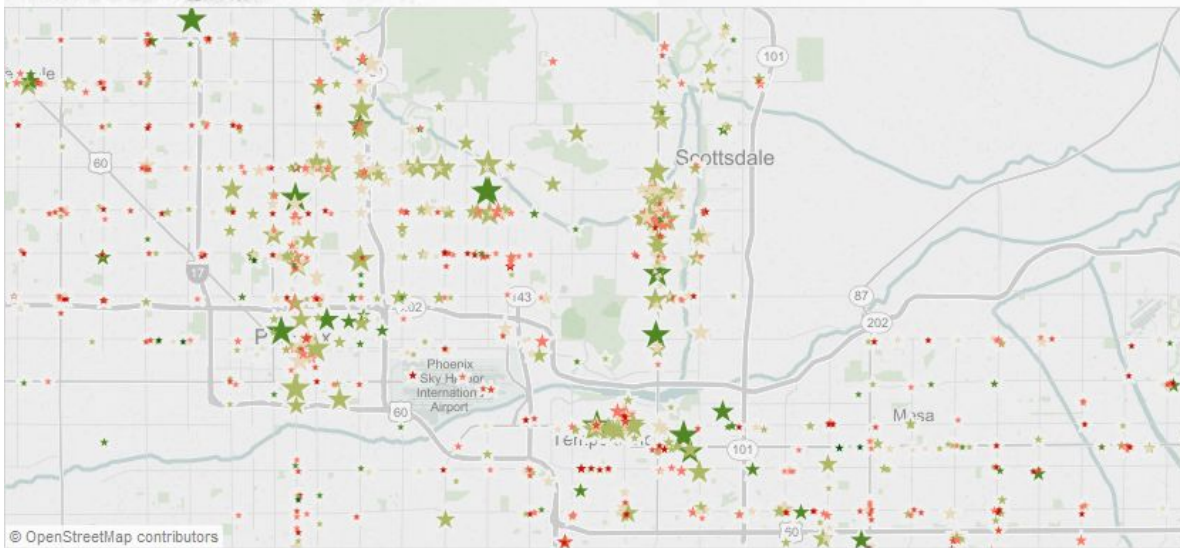 101
60
Scottsdale
17
143
87
202
202
Phoenix
Sky Harbor
International
Airport
60
Mesa
101
60
© OpenStreetMap contributors